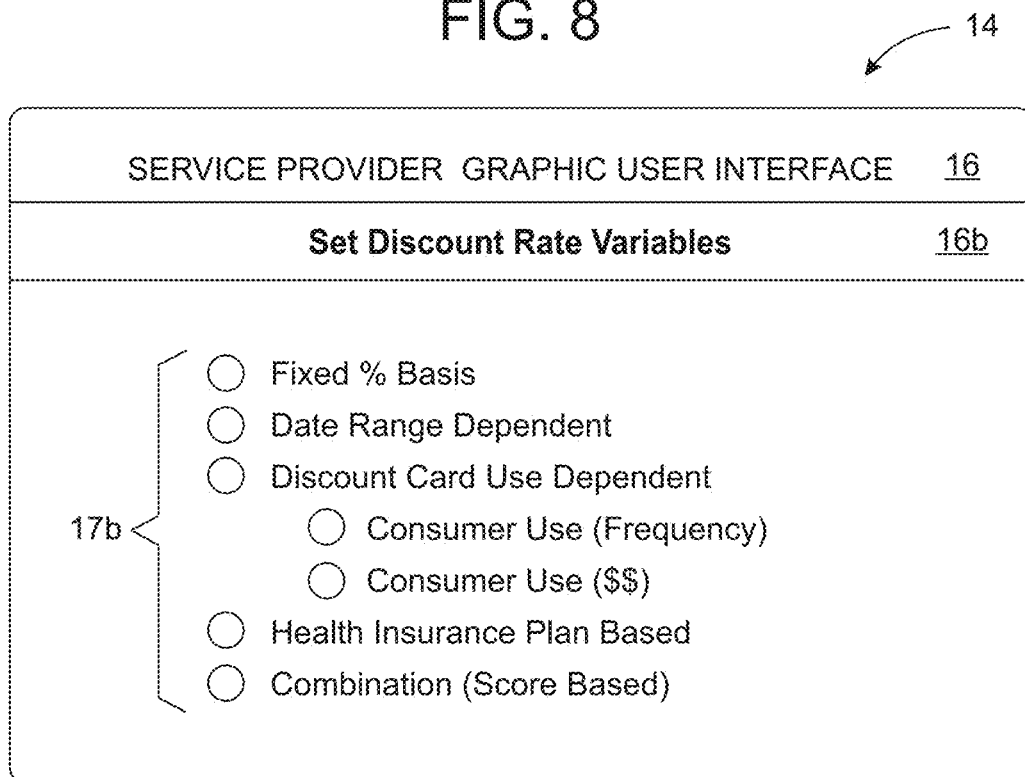 FIG. 8
14
SERVICE PROVIDER GRAPHIC USER INTERFACE 16
Set Discount Rate Variables 16b
Fixed % Basis
Date Range Dependent
Discount Card Use Dependent
17b
Consumer Use (Frequency)
Consumer Use ($$)
Health Insurance Plan Based
Combination (Score Based)